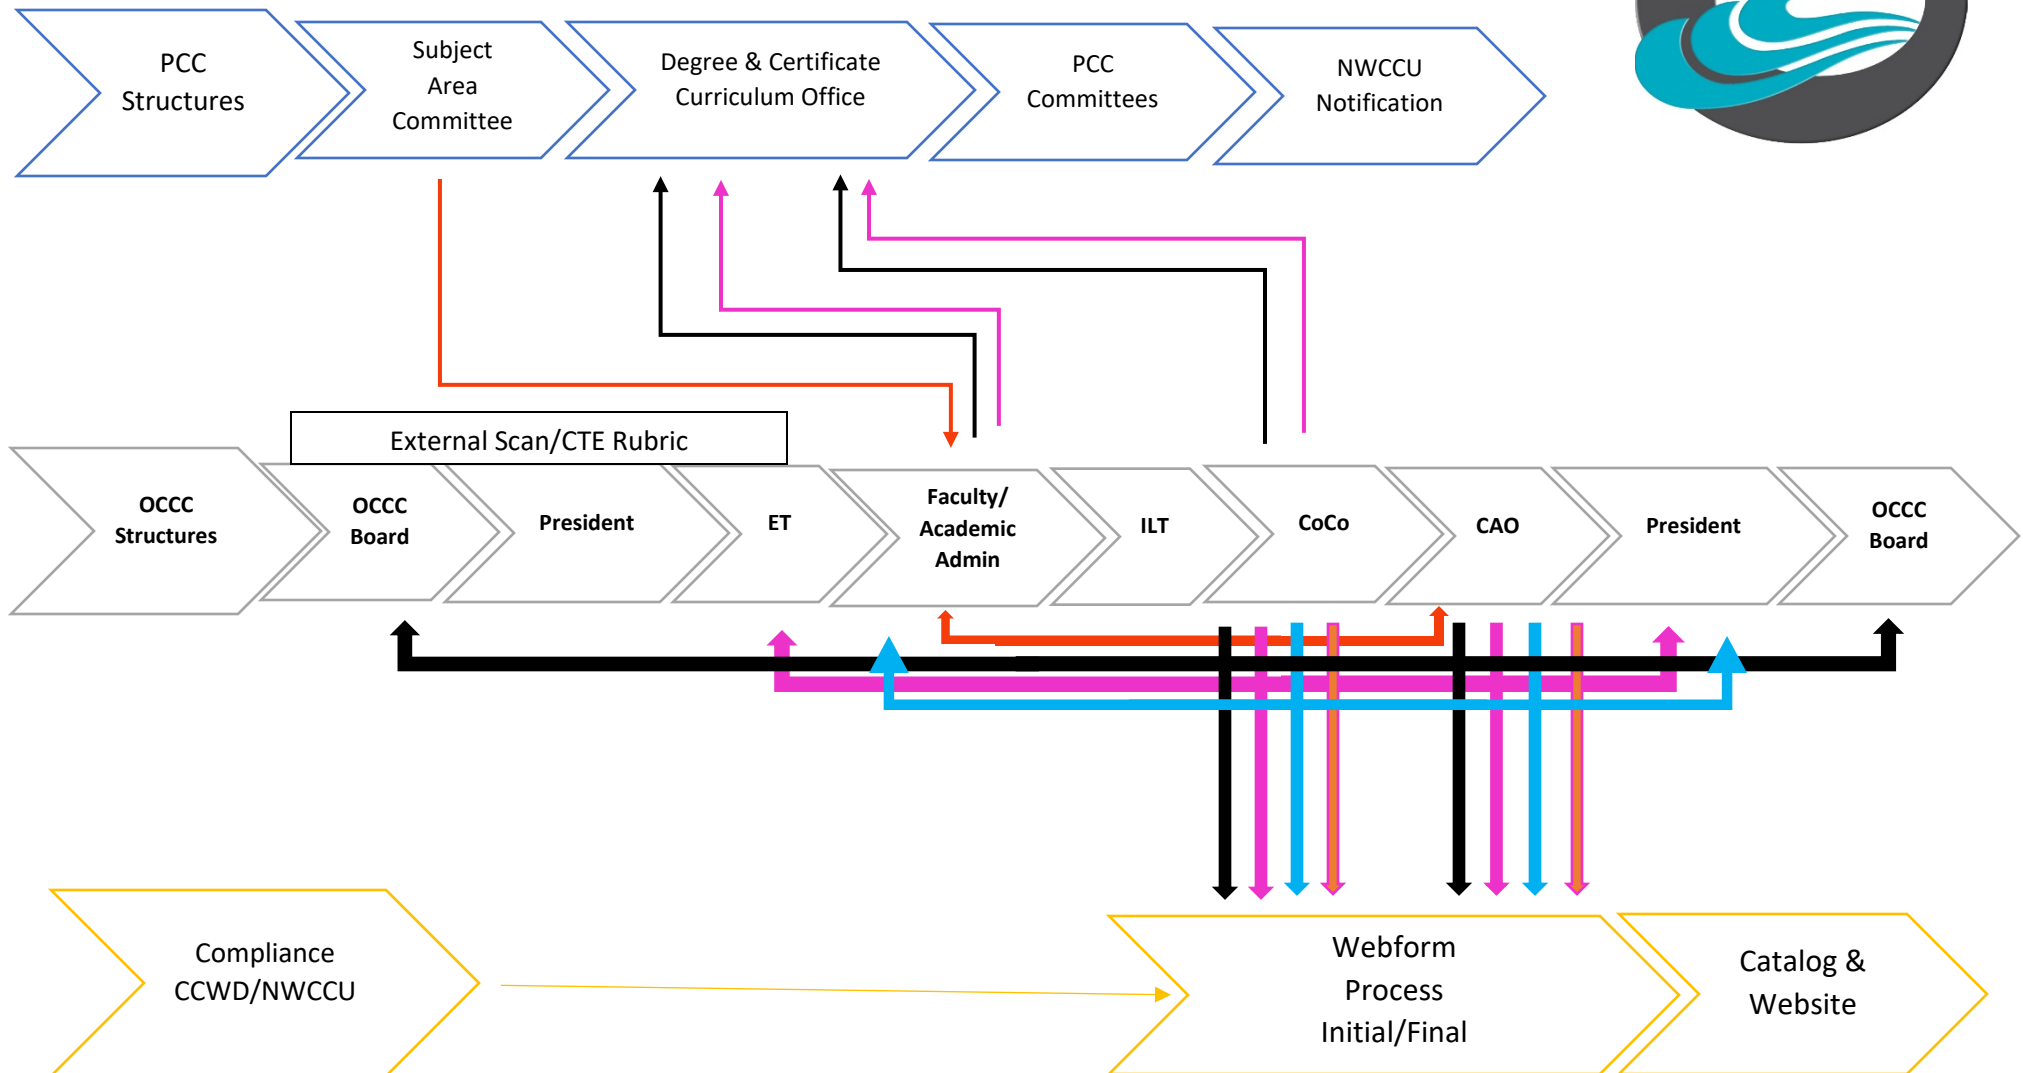 PCC
Structures
Subject
Area
Committee
Degree & Certificate
Curriculum Office
PCC
Committees
NWCCU
Notification
External Scan/CTE Rubric
OCCC
Structures
OCCC
Board
President
ET
Faculty/
Academic
Admin
ILT
CoCo
CAO
President
OCCC
Board
Compliance
CCWD/NWCCU
Webform
Process
Initial/Final
Catalog &
Website